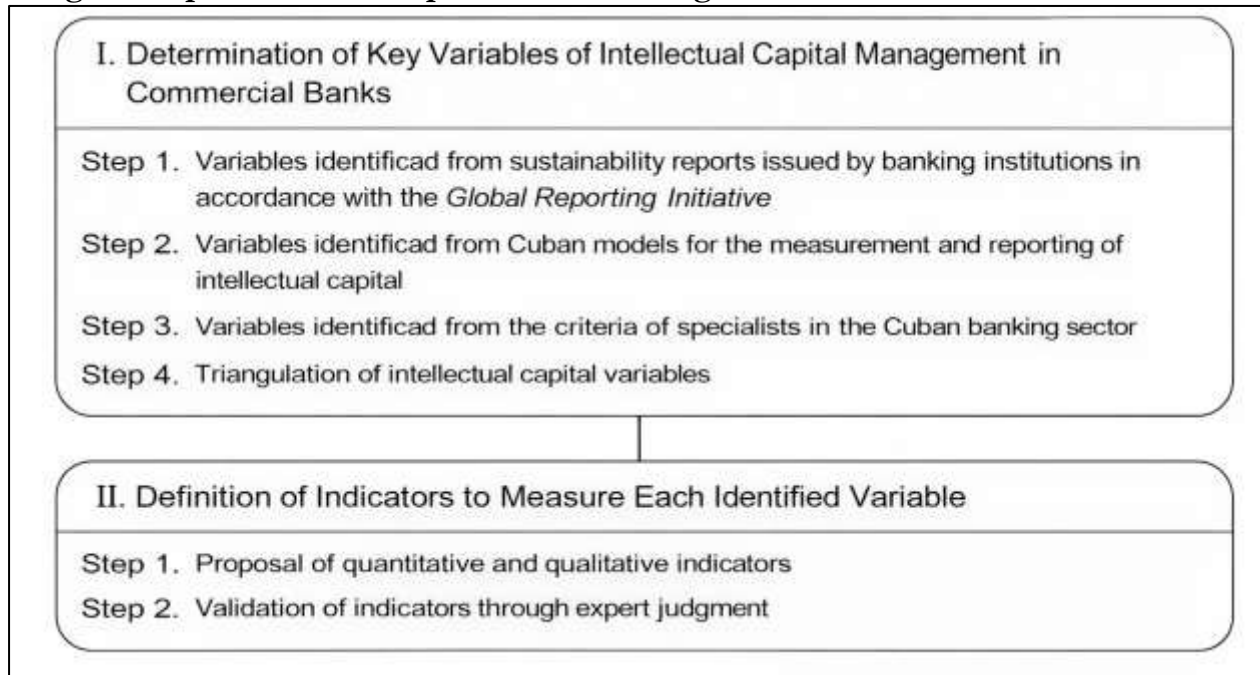 I. Determination of Key Variables of Intellectual Capital Management in
Commercial Banks
Step 1. Variables identificad from sustainability reports issued by banking institutions in
accordance with the Global Reporting Initiative
Step 2. Variables identificad from Cuban models for the measurement and reporting of
intellectual capital
Step 3. Variables identificad from the criteria of specialists in the Cuban banking sector
Step 4. Triangulation of intellectual capital variables
II. Definition of Indicators to Measure Each Identified Variable
Step 1. Proposal of quantitative and qualitative indicators
Step 2. Validation of indicators through expert judgment